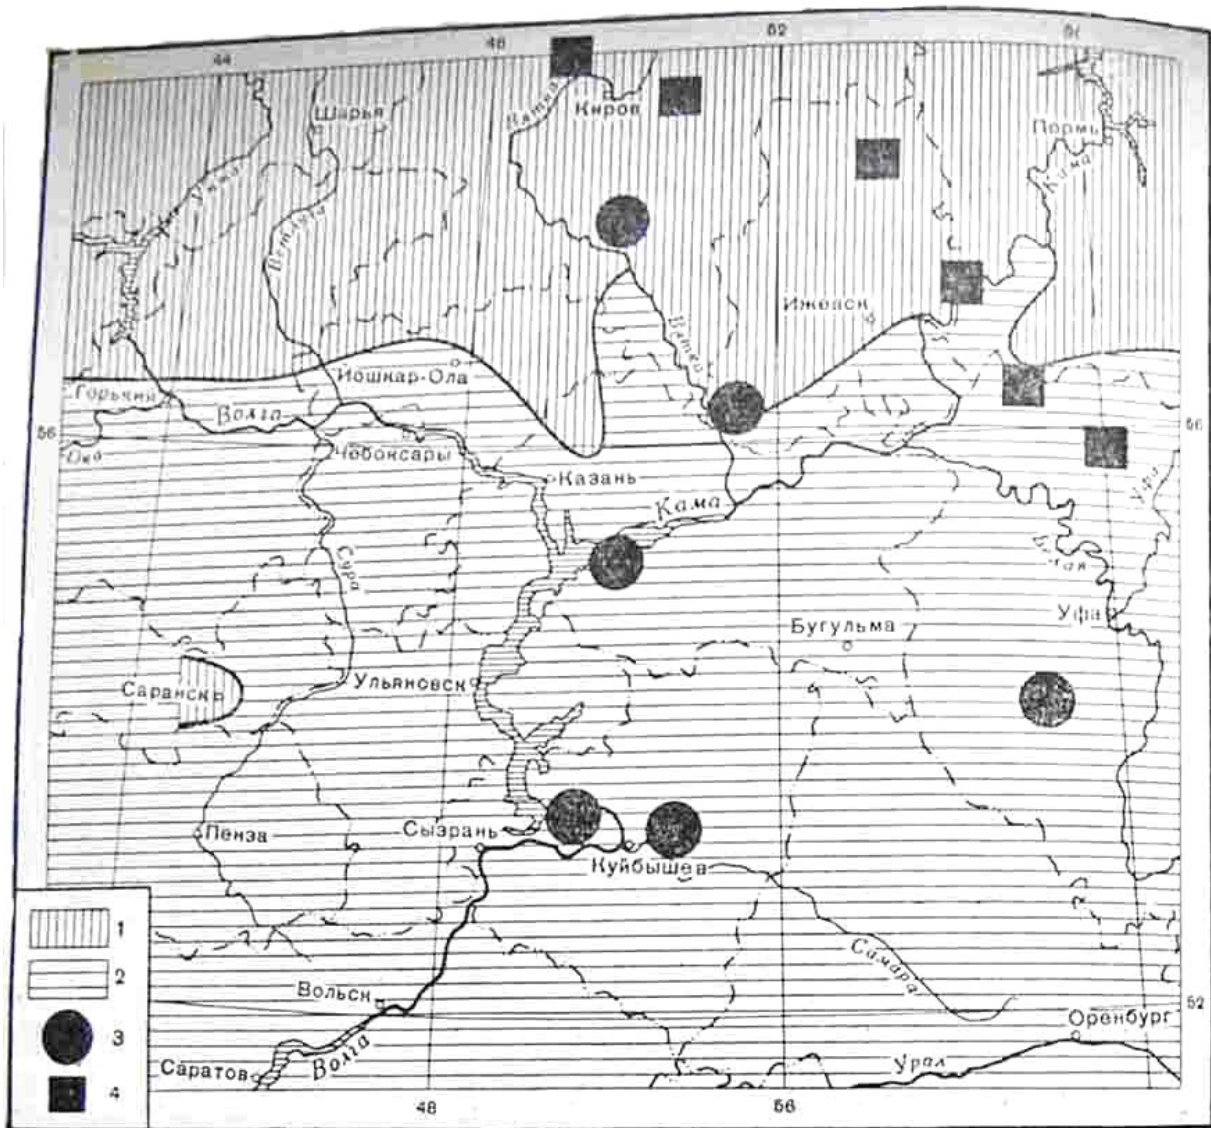 44
48
52
56
Шарья
Вятка
Киров
Пермь
Унжа
Кама
Ветлуга
Ижевск
Вятка
Йошкар-Ола
Горький
Волга
56
56
Ока
Чебоксары
Казань
Уфа
Кама
Белая
Сура
Уфа
Бугульма
Саранск
Ульяновск
Пенза
Сызрань
Куйбышев
1
2
Самара
Вольск
52
3
Оренбург
Волга
Урал
Саратов
4
48
56